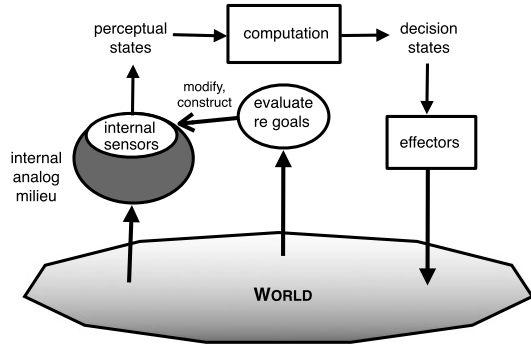 perceptual
states
computation
decision
states
modify,
construct
evaluate
re goals
internal
sensors
internal
analog
milieu
effectors
WORLD